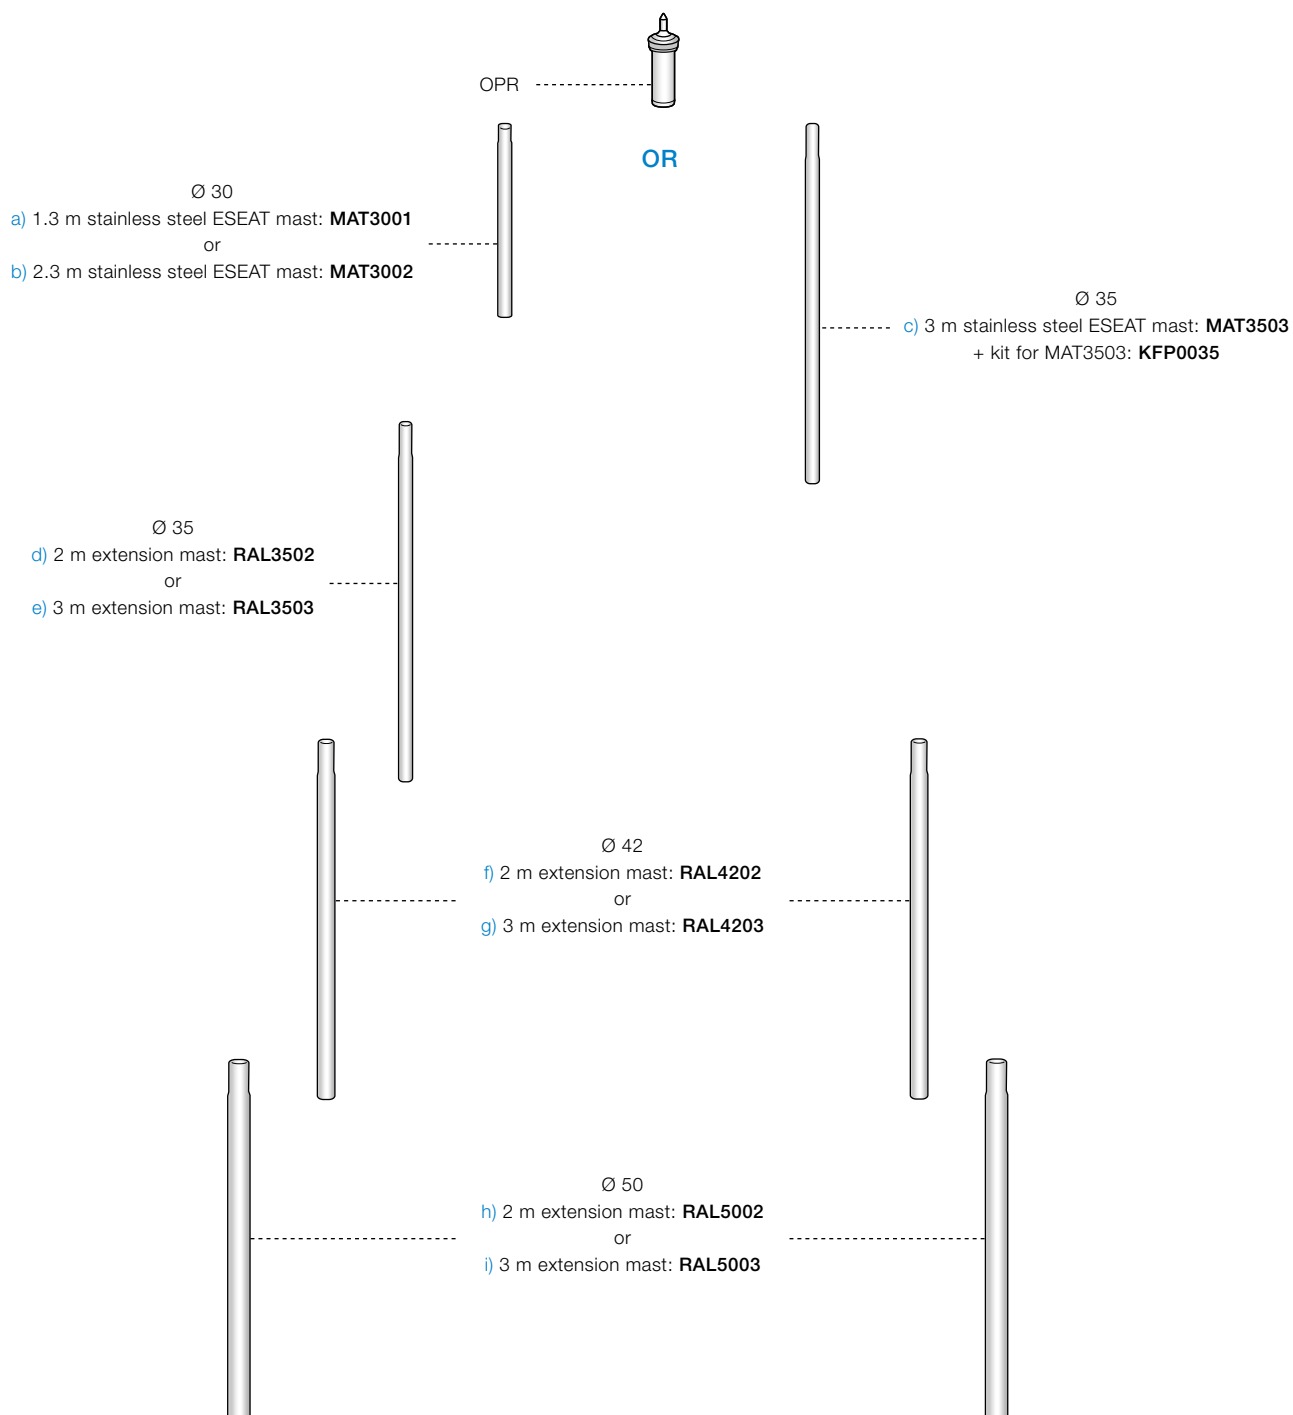 OPR
OR
Ø 30
a) 1.3 m stainless steel ESEAT mast: MAT3001
or
b) 2.3 m stainless steel ESEAT mast: MAT3002
Ø 35
c) 3 m stainless steel ESEAT mast: MAT3503
+ kit for MAT3503: KFP0035
Ø 35
d) 2 m extension mast: RAL3502
or
e) 3 m extension mast: RAL3503
Ø 42
f) 2 m extension mast: RAL4202
or
g) 3 m extension mast: RAL4203
Ø 50
h) 2 m extension mast: RAL5002
or
i) 3 m extension mast: RAL5003